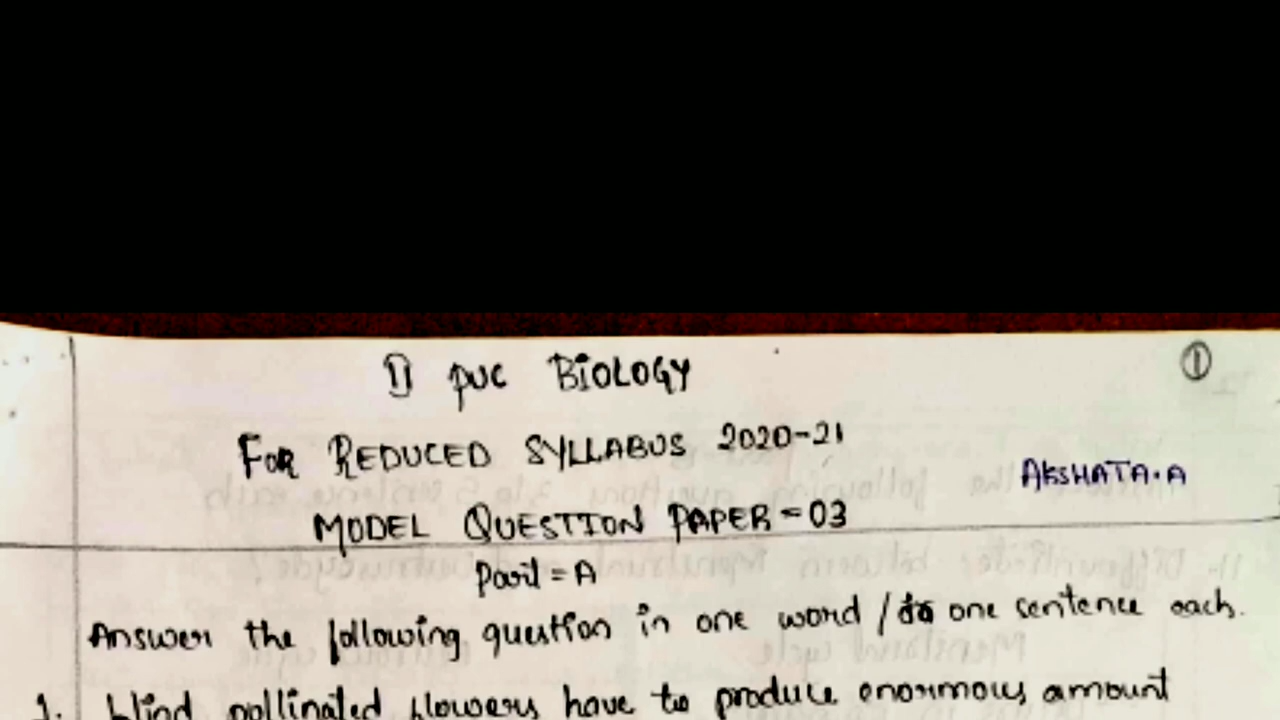 II PUC BIOLOGY
①
FOR REDUCED SYLLABUS 2020-21
AKSHATA.A
MODEL QUESTION PAPER = 03
Part = A
Answer the following question in one word / one sentence each.
1. Wind pollinated flowers have to produce enormous amount